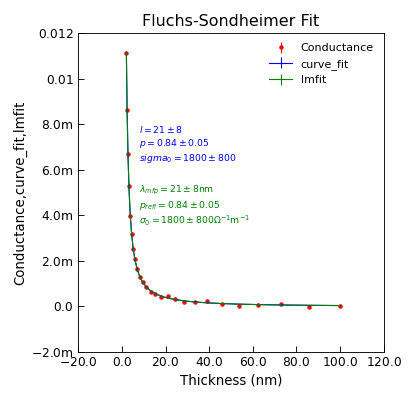 Fluchs-Sondheimer Fit
0.012
0.01
8.0m
6.0m
4.0m
2.0m
0.0
−2.0m
Conductance,curve_fit,lmfit
Conductance
curve_fit
lmfit
l = 21 ± 8
p = 0.84 ± 0.05
sigma₀ = 1800 ± 800
λmfp = 21 ± 8nm
prefl = 0.84 ± 0.05
σ₀ = 1800 ± 800Ω⁻¹m⁻¹
−20.0 0.0 20.0 40.0 60.0 80.0 100.0 120.0
Thickness (nm)